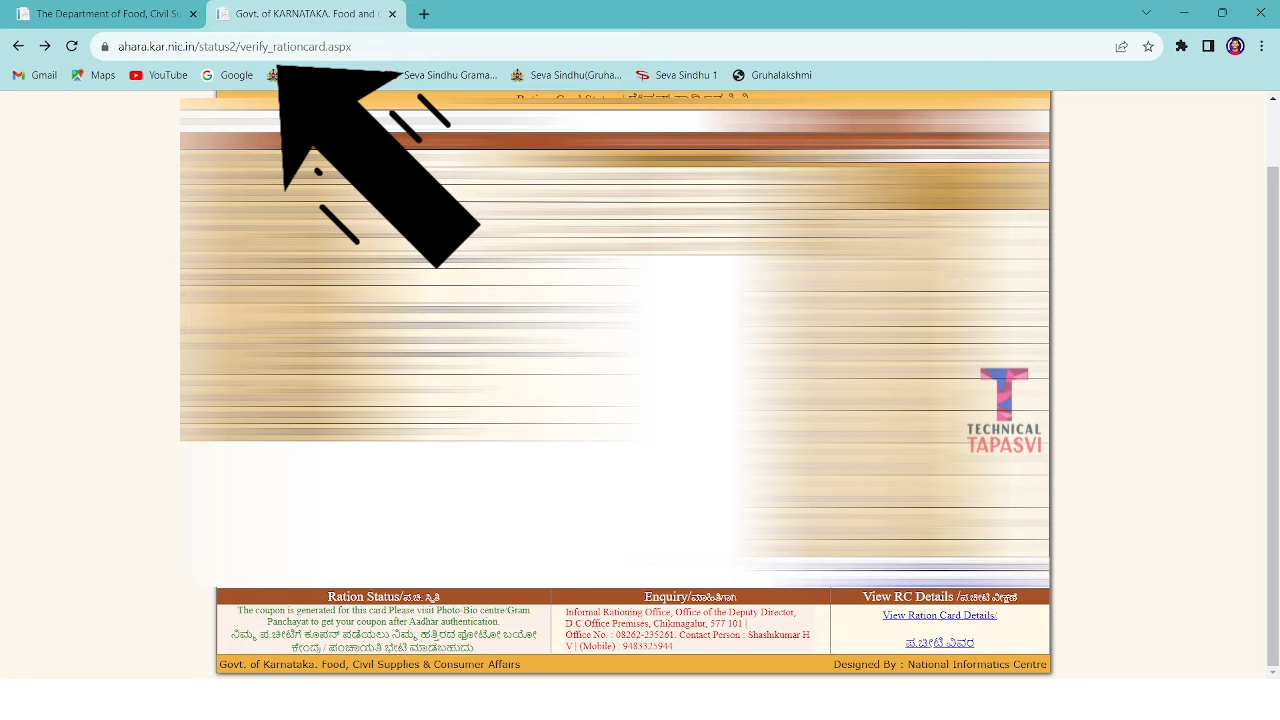 The Department of Food, Civil Su
Govt. of KARNATAKA. Food, and C
ahara.kar.nic.in/status2/verify_rationcard.aspx
Gmail
Maps
YouTube
Google
Seva Sindhu Grama...
Seva Sindhu(Gruha...
Seva Sindhu 1
Gruhalakshmi
TECHNICAL
TAPASVI
Ration Status/ಪ.ಚೀ. ಸ್ಥಿತಿ
The coupon is generated for this card.Please visit Photo-Bio centre/Gram
Panchayat to get your coupon after Aadhar authentication.
ನಿಮ್ಮ ಪ.ಚೀಟಿಗೆ ಕೂಪನ್ ಪಡೆಯಲು ನಿಮ್ಮ ಹತ್ತಿರದ ಫೋಟೋ ಬಯೋ
ಕೇಂದ್ರ / ಪಂಚಾಯತಿ ಭೇಟಿ ಮಾಡಬಹುದು.
Enquiry/ಮಾಹಿತಿಗಾಗಿ
Informal Rationing Office, Office of the Deputy Director,
D.C.Office Premises, Chikmagalur, 577 101 |
Office No. : 08262-235261. Contact Person : Shashikumar H
V | (Mobile) : 9483325944
View RC Details /ಪ.ಚೀಟಿ ವೀಕ್ಷಣೆ
View Ration Card Details/
ಪ.ಚೀಟಿ ವಿವರ
Govt. of Karnataka. Food, Civil Supplies & Consumer Affairs
Designed By : National Informatics Centre